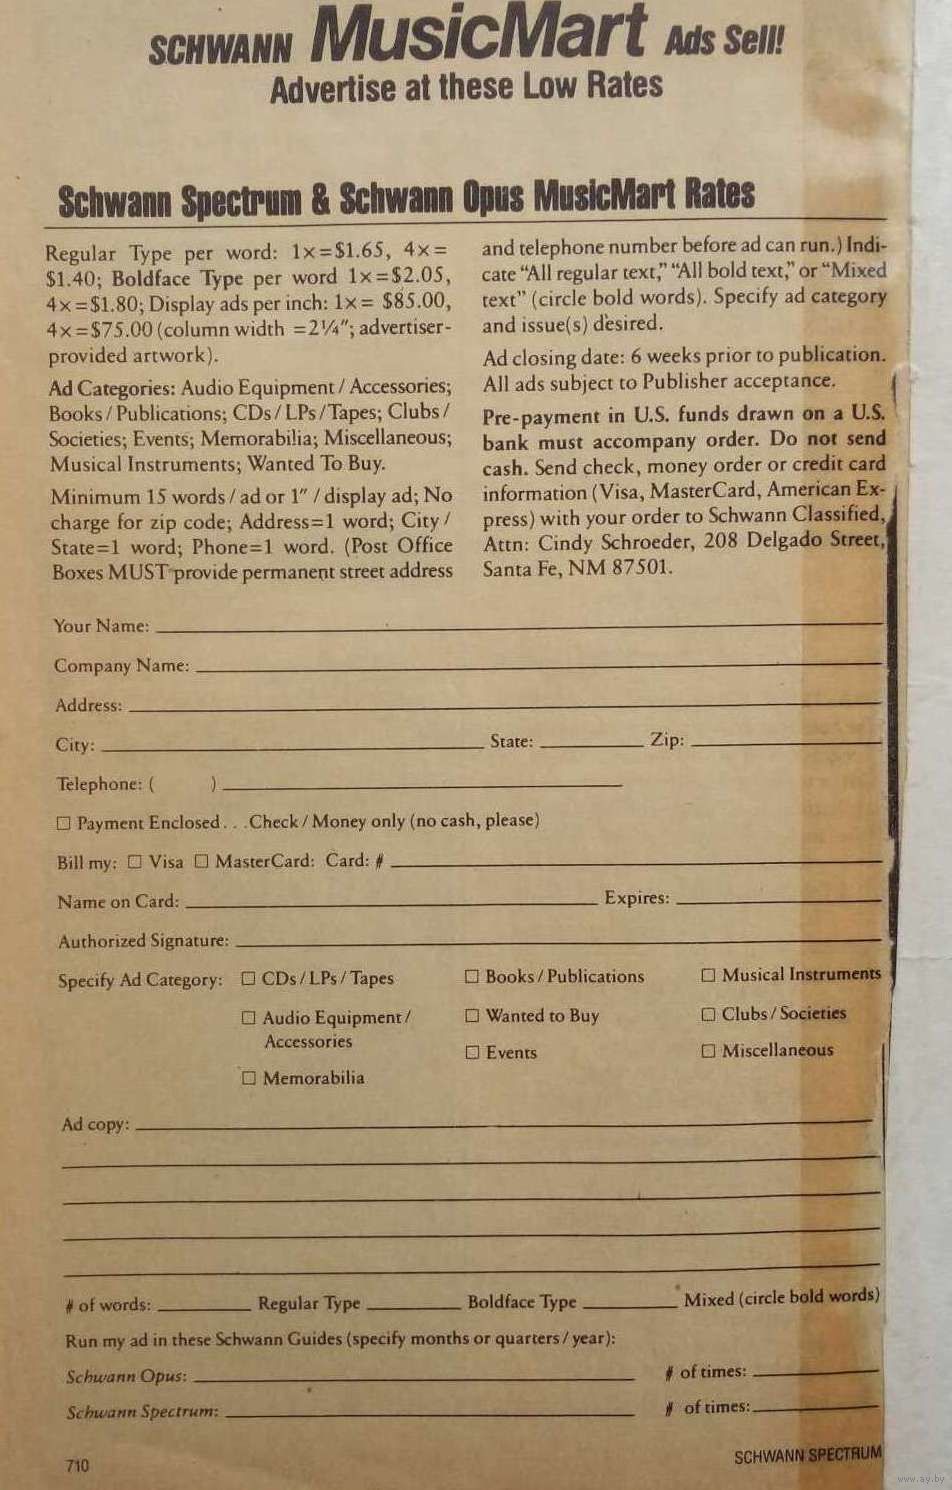 SCHWANN MusicMart Ads Sell!
Advertise at these Low Rates
Schwann Spectrum & Schwann Opus MusicMart Rates
Regular Type per word: 1x=$1.65, 4x=
$1.40; Boldface Type per word 1x=$2.05,
4x=$1.80; Display ads per inch: 1x= $85.00,
4x=$75.00 (column width =2¼"; advertiser-
provided artwork).
Ad Categories: Audio Equipment / Accessories;
Books / Publications; CDs / LPs / Tapes; Clubs /
Societies; Events; Memorabilia; Miscellaneous;
Musical Instruments; Wanted To Buy.
Minimum 15 words / ad or 1" / display ad; No
charge for zip code; Address=1 word; City /
State=1 word; Phone=1 word. (Post Office
Boxes MUST provide permanent street address
and telephone number before ad can run.) Indi-
cate “All regular text,” “All bold text,” or “Mixed
text” (circle bold words). Specify ad category
and issue(s) desired.
Ad closing date: 6 weeks prior to publication.
All ads subject to Publisher acceptance.
Pre-payment in U.S. funds drawn on a U.S.
bank must accompany order. Do not send
cash. Send check, money order or credit card
information (Visa, MasterCard, American Ex-
press) with your order to Schwann Classified,
Attn: Cindy Schroeder, 208 Delgado Street,
Santa Fe, NM 87501.
Your Name:
Company Name:
Address:
City: State: Zip:
Telephone: ( )
☐ Payment Enclosed. . .Check / Money only (no cash, please)
Bill my: ☐ Visa ☐ MasterCard: Card: #
Name on Card: Expires:
Authorized Signature:
Specify Ad Category: ☐ CDs / LPs / Tapes ☐ Books / Publications ☐ Musical Instruments
☐ Audio Equipment / ☐ Wanted to Buy ☐ Clubs / Societies
Accessories
☐ Events ☐ Miscellaneous
☐ Memorabilia
Ad copy:
# of words: Regular Type Boldface Type Mixed (circle bold words)
Run my ad in these Schwann Guides (specify months or quarters / year):
Schwann Opus: # of times:
Schwann Spectrum: # of times:
710 SCHWANN SPECTRUM
www.ay.by